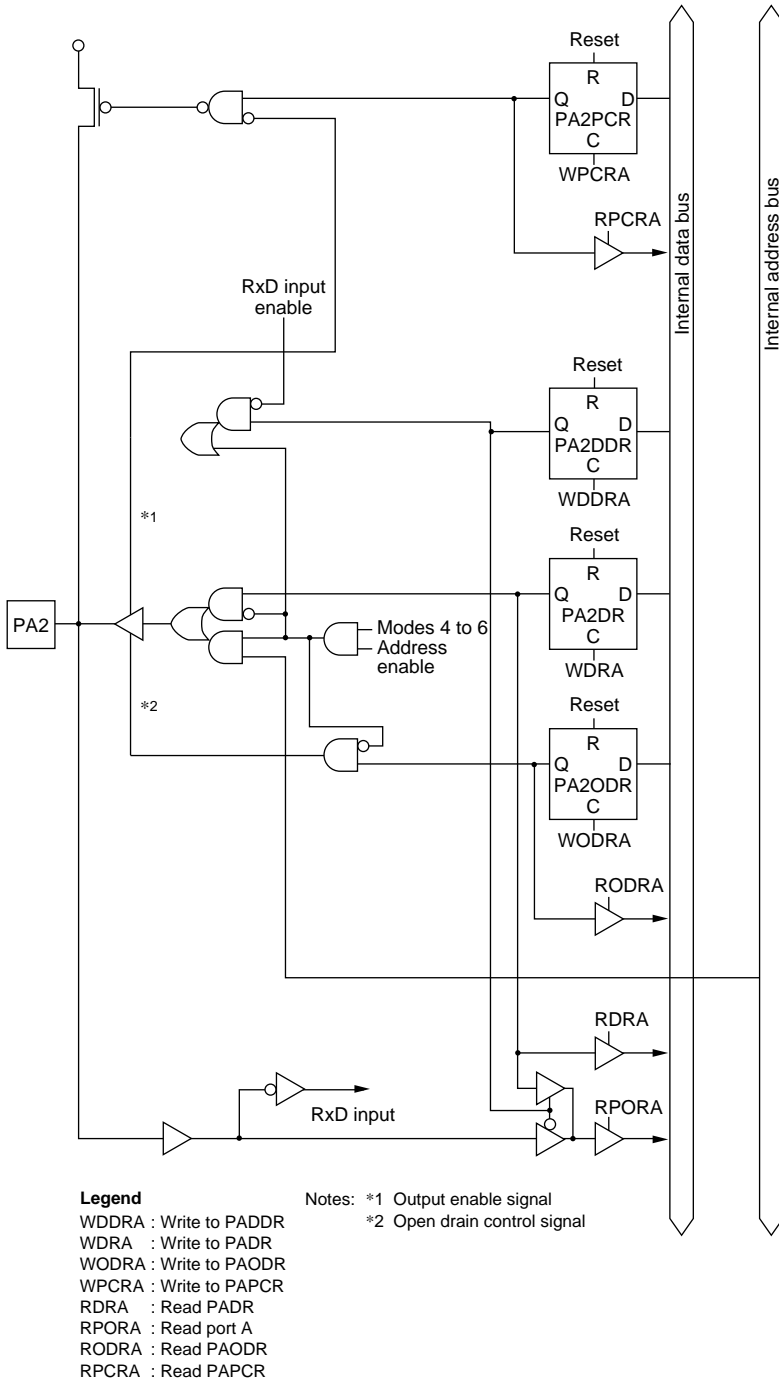 Reset
R
Q D
PA2PCR
C
WPCRA
RPCRA
Internal data bus
Internal address bus
RxD input
enable
Reset
R
Q D
PA2DDR
C
WDDRA
*1
Reset
R
Q D
PA2DR
C
WDRA
PA2
Modes 4 to 6
Address
enable
*2
Reset
R
Q D
PA2ODR
C
WODRA
RODRA
RDRA
RxD input
RPORA
Legend
WDDRA : Write to PADDR
WDRA : Write to PADR
WODRA : Write to PAODR
WPCRA : Write to PAPCR
RDRA : Read PADR
RPORA : Read port A
RODRA : Read PAODR
RPCRA : Read PAPCR
Notes: *1 Output enable signal
*2 Open drain control signal